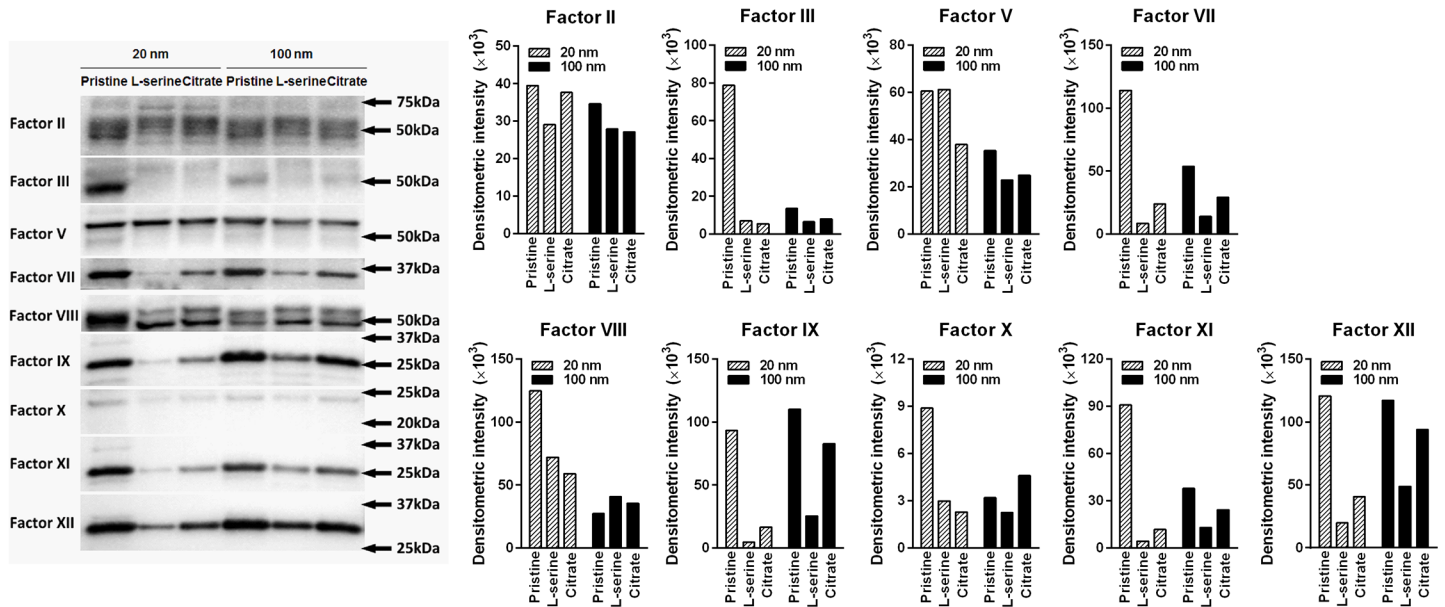 20 nm 100 nm
Pristine L-serine Citrate Pristine L-serine Citrate
Factor II
75kDa
50kDa
Factor III
50kDa
Factor V
50kDa
Factor VII
37kDa
Factor VIII
50kDa
37kDa
Factor IX
25kDa
25kDa
Factor X
20kDa
37kDa
Factor XI
25kDa
37kDa
Factor XII
25kDa
Factor II
Densitometric intensity (×10³)
50
40
30
20
10
0
20 nm
100 nm
Pristine
L-serine
Citrate
Pristine
L-serine
Citrate
Factor III
Densitometric intensity (×10³)
100
80
60
40
20
0
20 nm
100 nm
Pristine
L-serine
Citrate
Pristine
L-serine
Citrate
Factor V
Densitometric intensity (×10³)
80
60
40
20
0
20 nm
100 nm
Pristine
L-serine
Citrate
Pristine
L-serine
Citrate
Factor VII
Densitometric intensity (×10³)
150
100
50
0
20 nm
100 nm
Pristine
L-serine
Citrate
Pristine
L-serine
Citrate
Factor VIII
Densitometric intensity (×10³)
150
100
50
0
20 nm
100 nm
Pristine
L-serine
Citrate
Pristine
L-serine
Citrate
Factor IX
Densitometric intensity (×10³)
150
100
50
0
20 nm
100 nm
Pristine
L-serine
Citrate
Pristine
L-serine
Citrate
Factor X
Densitometric intensity (×10³)
12
9
6
3
0
20 nm
100 nm
Pristine
L-serine
Citrate
Pristine
L-serine
Citrate
Factor XI
Densitometric intensity (×10³)
120
90
60
30
0
20 nm
100 nm
Pristine
L-serine
Citrate
Pristine
L-serine
Citrate
Factor XII
Densitometric intensity (×10³)
150
100
50
0
20 nm
100 nm
Pristine
L-serine
Citrate
Pristine
L-serine
Citrate